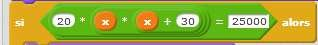 si 20 * x * x + 30 = 25000 alors